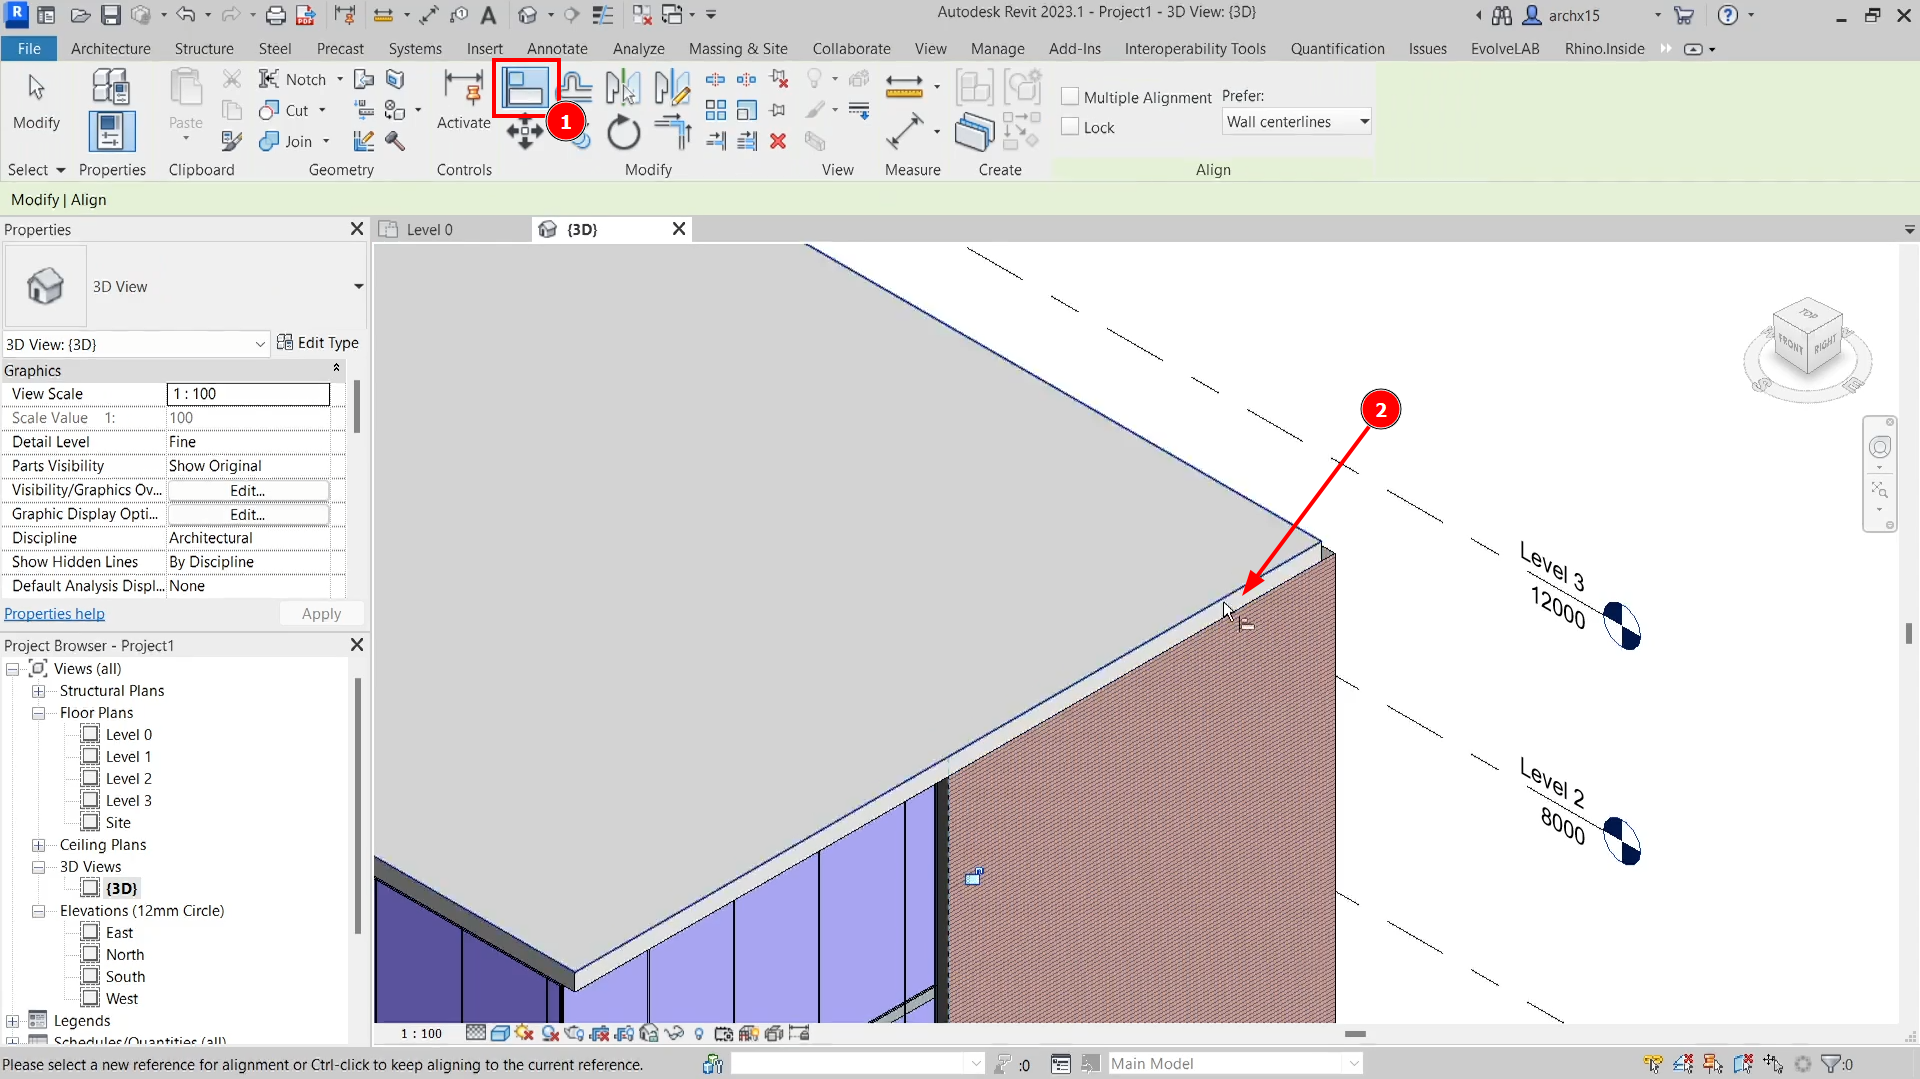 Autodesk Revit 2023.1 - Project1 - 3D View: {3D}
archx15
File Architecture Structure Steel Precast Systems Insert Annotate Analyze Massing & Site Collaborate View Manage Add-Ins Interoperability Tools Quantification Issues EvolveLAB Rhino.Inside
Modify Paste Notch Cut Join Activate
1
Multiple Alignment Prefer:
Lock Wall centerlines
Select Properties Clipboard Geometry Controls Modify View Measure Create Align
Modify | Align
Properties
Level 0 {3D}
3D View
3D View: {3D} Edit Type
Graphics
View Scale 1 : 100
Scale Value 1: 100
Detail Level Fine
Parts Visibility Show Original
Visibility/Graphics Ov... Edit...
Graphic Display Opti... Edit...
Discipline Architectural
Show Hidden Lines By Discipline
Default Analysis Displ... None
Properties help Apply
2
TOP
FRONT RIGHT
S E
Level 3
12000
Level 2
8000
Project Browser - Project1
Views (all)
Structural Plans
Floor Plans
Level 0
Level 1
Level 2
Level 3
Site
Ceiling Plans
3D Views
{3D}
Elevations (12mm Circle)
East
North
South
West
Legends
Schedules/Quantities (all)
1 : 100
Please select a new reference for alignment or Ctrl-click to keep aligning to the current reference.
:0 Main Model :0